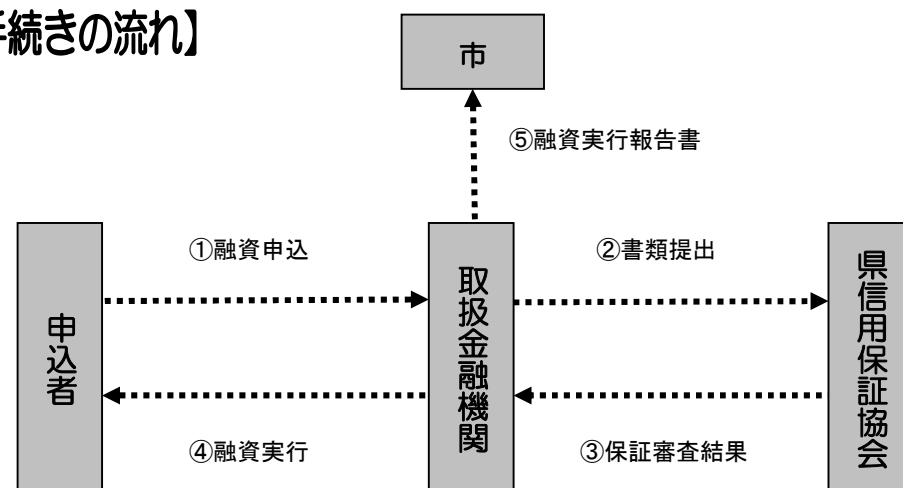 続きの流れ】
市
⑤融資実行報告書
①融資申込
②書類提出
申込者
取扱金融機関
県信用保証協会
④融資実行
③保証審査結果